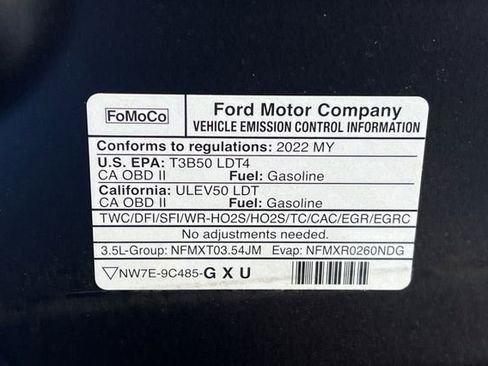 FoMoCo
Ford Motor Company
VEHICLE EMISSION CONTROL INFORMATION
Conforms to regulations: 2022 MY
U.S. EPA: T3B50 LDT4
CA OBD II Fuel: Gasoline
California: ULEV50 LDT
CA OBD II Fuel: Gasoline
TWC/DFI/SFI/WR-HO2S/HO2S/TC/CAC/EGR/EGRC
No adjustments needed.
3.5L-Group: NFMXT03.54JM Evap: NFMXR0260NDG
NW7E-9C485-G X U